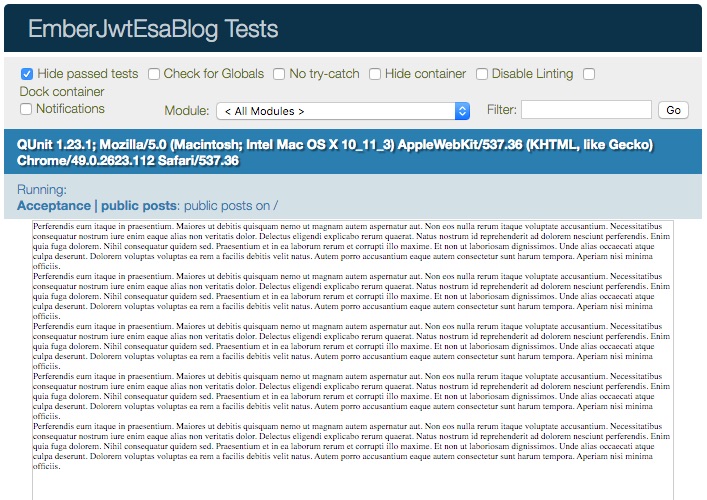 EmberJwtEsaBlog Tests
Hide passed tests Check for Globals No try-catch Hide container Disable Linting
Dock container
Notifications Module: < All Modules > Filter: Go
QUnit 1.23.1; Mozilla/5.0 (Macintosh; Intel Mac OS X 10_11_3) AppleWebKit/537.36 (KHTML, like Gecko)
Chrome/49.0.2623.112 Safari/537.36
Running:
Acceptance | public posts: public posts on /
Perferendis eum itaque in praesentium. Maiores ut debitis quisquam nemo ut magnam autem aspernatur aut. Non eos nulla rerum itaque voluptate accusantium. Necessitatibus
consequatur nostrum iure enim eaque alias non veritatis dolor. Delectus eligendi explicabo rerum quaerat. Natus nostrum id reprehenderit ad dolorem nesciunt perferendis. Enim
quia fuga dolorem. Nihil consequatur quidem sed. Praesentium et in ea laborum rerum et corrupti illo maxime. Et non ut laboriosam dignissimos. Unde alias occaecati atque
culpa deserunt. Dolorem voluptas voluptas ea rem a facilis debitis velit natus. Autem porro accusantium eaque autem consectetur sunt harum tempora. Aperiam nisi minima
officiis.
Perferendis eum itaque in praesentium. Maiores ut debitis quisquam nemo ut magnam autem aspernatur aut. Non eos nulla rerum itaque voluptate accusantium. Necessitatibus
consequatur nostrum iure enim eaque alias non veritatis dolor. Delectus eligendi explicabo rerum quaerat. Natus nostrum id reprehenderit ad dolorem nesciunt perferendis. Enim
quia fuga dolorem. Nihil consequatur quidem sed. Praesentium et in ea laborum rerum et corrupti illo maxime. Et non ut laboriosam dignissimos. Unde alias occaecati atque
culpa deserunt. Dolorem voluptas voluptas ea rem a facilis debitis velit natus. Autem porro accusantium eaque autem consectetur sunt harum tempora. Aperiam nisi minima
officiis.
Perferendis eum itaque in praesentium. Maiores ut debitis quisquam nemo ut magnam autem aspernatur aut. Non eos nulla rerum itaque voluptate accusantium. Necessitatibus
consequatur nostrum iure enim eaque alias non veritatis dolor. Delectus eligendi explicabo rerum quaerat. Natus nostrum id reprehenderit ad dolorem nesciunt perferendis. Enim
quia fuga dolorem. Nihil consequatur quidem sed. Praesentium et in ea laborum rerum et corrupti illo maxime. Et non ut laboriosam dignissimos. Unde alias occaecati atque
culpa deserunt. Dolorem voluptas voluptas ea rem a facilis debitis velit natus. Autem porro accusantium eaque autem consectetur sunt harum tempora. Aperiam nisi minima
officiis.
Perferendis eum itaque in praesentium. Maiores ut debitis quisquam nemo ut magnam autem aspernatur aut. Non eos nulla rerum itaque voluptate accusantium. Necessitatibus
consequatur nostrum iure enim eaque alias non veritatis dolor. Delectus eligendi explicabo rerum quaerat. Natus nostrum id reprehenderit ad dolorem nesciunt perferendis. Enim
quia fuga dolorem. Nihil consequatur quidem sed. Praesentium et in ea laborum rerum et corrupti illo maxime. Et non ut laboriosam dignissimos. Unde alias occaecati atque
culpa deserunt. Dolorem voluptas voluptas ea rem a facilis debitis velit natus. Autem porro accusantium eaque autem consectetur sunt harum tempora. Aperiam nisi minima
officiis.
Perferendis eum itaque in praesentium. Maiores ut debitis quisquam nemo ut magnam autem aspernatur aut. Non eos nulla rerum itaque voluptate accusantium. Necessitatibus
consequatur nostrum iure enim eaque alias non veritatis dolor. Delectus eligendi explicabo rerum quaerat. Natus nostrum id reprehenderit ad dolorem nesciunt perferendis. Enim
quia fuga dolorem. Nihil consequatur quidem sed. Praesentium et in ea laborum rerum et corrupti illo maxime. Et non ut laboriosam dignissimos. Unde alias occaecati atque
culpa deserunt. Dolorem voluptas voluptas ea rem a facilis debitis velit natus. Autem porro accusantium eaque autem consectetur sunt harum tempora. Aperiam nisi minima
officiis.